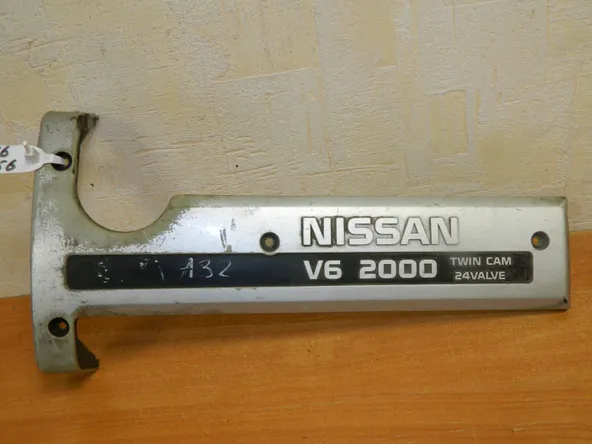 NISSAN
V6 2000 TWIN CAM
24VALVE
A32